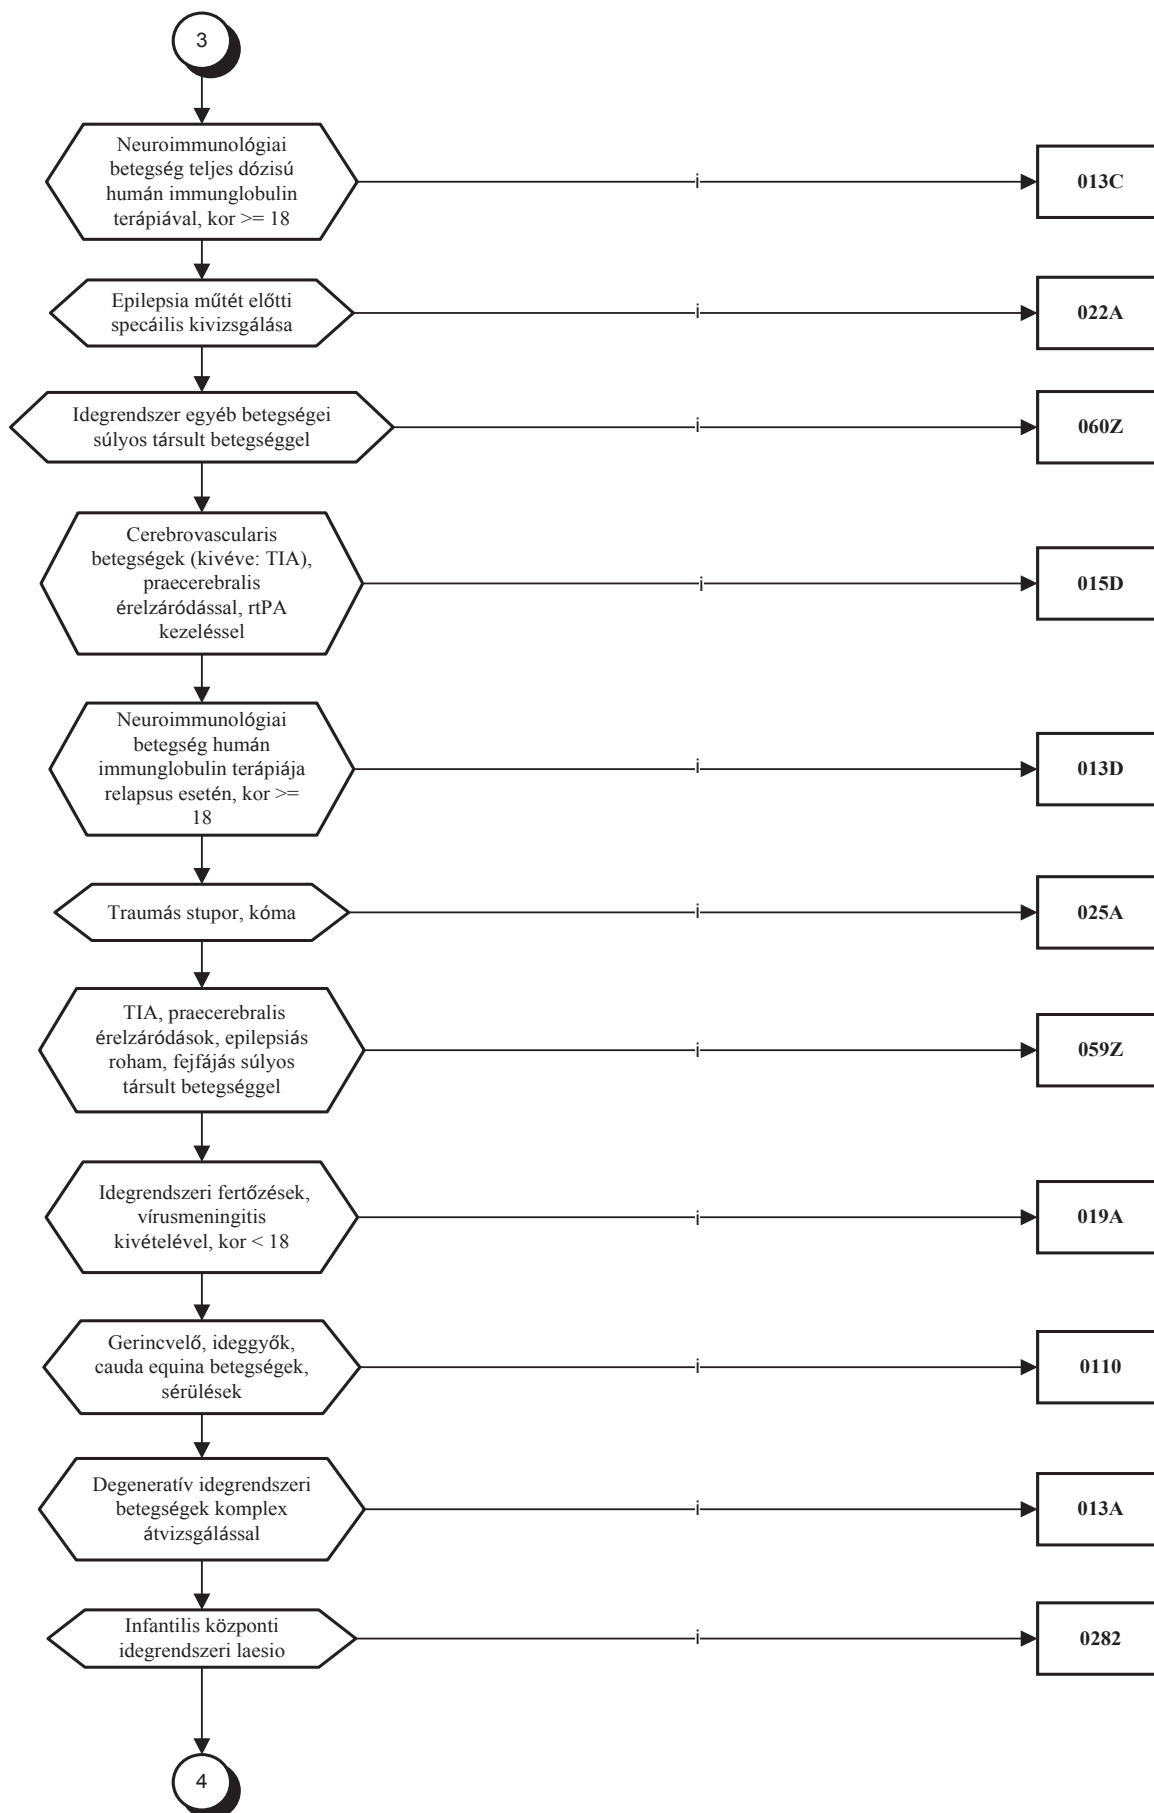 3
Neuroimmunológiai
betegség teljes dózisú
humán immunglobulin
terápiával, kor >= 18
i
013C
Epilepsia műtét előtti
specáilis kivizsgálása
i
022A
Idegrendszer egyéb betegségei
súlyos társult betegséggel
i
060Z
Cerebrovascularis
betegségek (kivéve: TIA),
praecerebralis
érelzáródással, rtPA
kezeléssel
i
015D
Neuroimmunológiai
betegség humán
immunglobulin terápiája
relapsus esetén, kor >=
18
i
013D
Traumás stupor, kóma
i
025A
TIA, praecerebralis
érelzáródások, epilepsiás
roham, fejfájás súlyos
társult betegséggel
i
059Z
Idegrendszeri fertőzések,
vírusmeningitis
kivételével, kor < 18
i
019A
Gerincvelő, ideggyők,
cauda equina betegségek,
sérülések
i
0110
Degeneratív idegrendszeri
betegségek komplex
átvizsgálással
i
013A
Infantilis központi
idegrendszeri laesio
i
0282
4